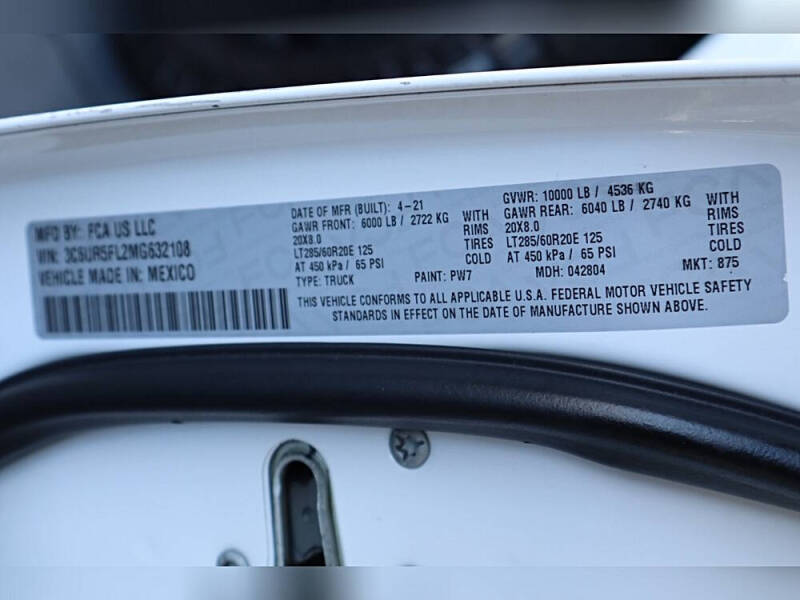 MFD BY: FCA US LLC
VIN: 3C6UR5FL2MG632108
VEHICLE MADE IN: MEXICO
DATE OF MFR (BUILT): 4-21
GAWR FRONT: 6000 LB / 2722 KG WITH
20X8.0 RIMS
LT285/60R20E 125 TIRES
AT 450 kPa / 65 PSI COLD
TYPE: TRUCK PAINT: PW7
GVWR: 10000 LB / 4536 KG
GAWR REAR: 6040 LB / 2740 KG WITH
20X8.0 RIMS
LT285/60R20E 125 TIRES
AT 450 kPa / 65 PSI COLD
MDH: 042804 MKT: 875
THIS VEHICLE CONFORMS TO ALL APPLICABLE U.S.A. FEDERAL MOTOR VEHICLE SAFETY
STANDARDS IN EFFECT ON THE DATE OF MANUFACTURE SHOWN ABOVE.